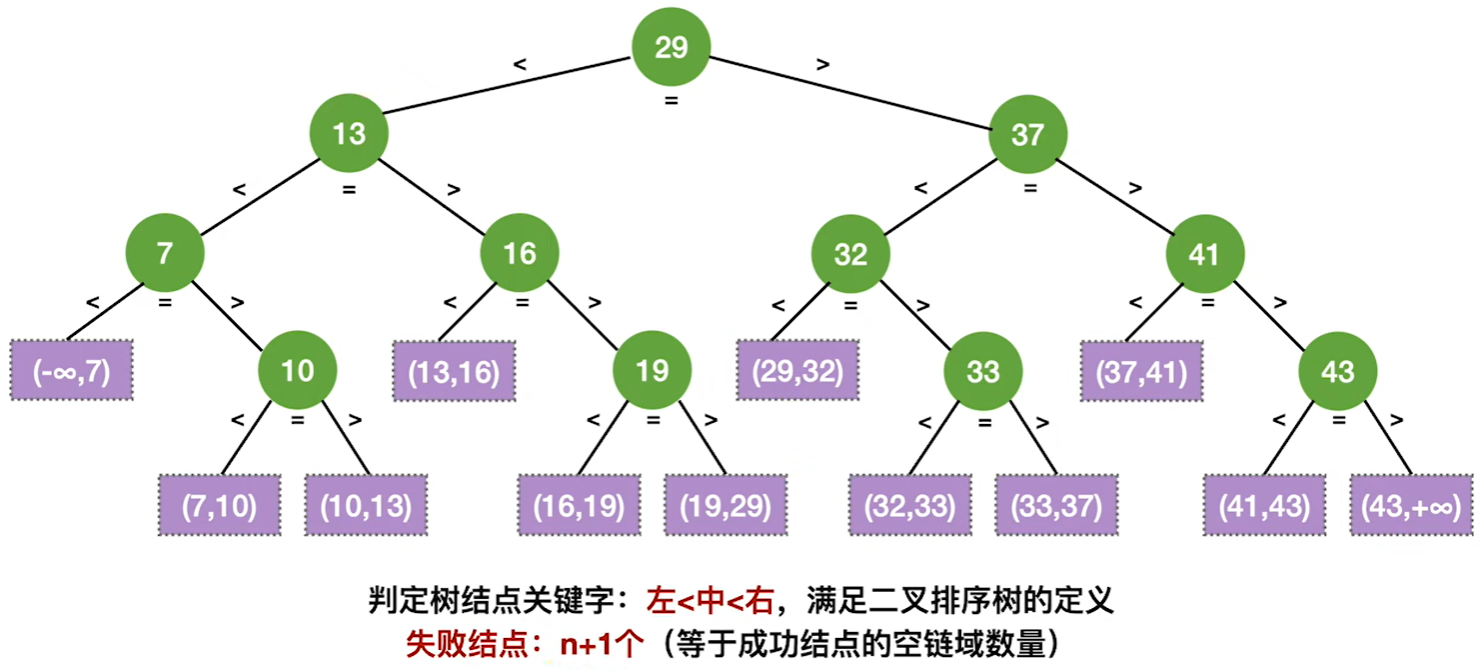 29
< >
=
13 37
< = > < = >
7 16 32 41
< = > < = > < = > < = >
(-∞,7) 10 (13,16) 19 (29,32) 33 (37,41) 43
< = > < = > < = > < = >
(7,10) (10,13) (16,19) (19,29) (32,33) (33,37) (41,43) (43,+∞)
判定树结点关键字：左<中<右，满足二叉排序树的定义
失败结点：n+1个（等于成功结点的空链域数量）